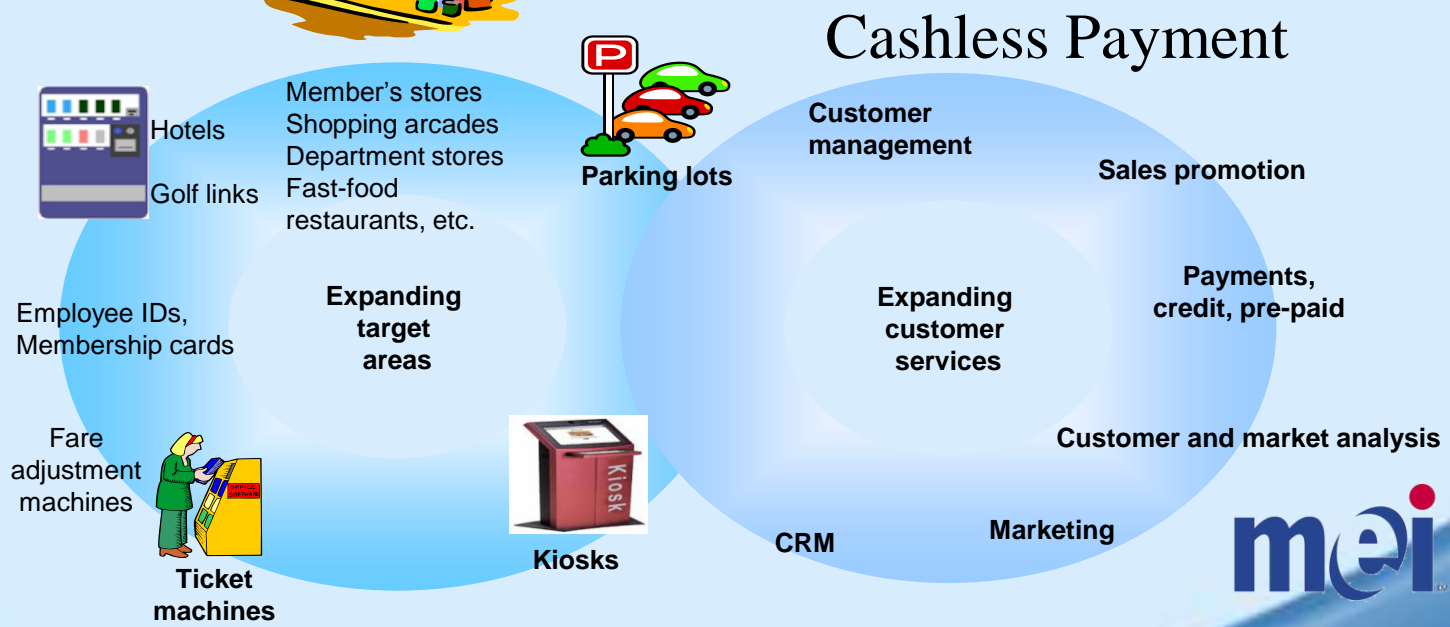 Cashless Payment
Hotels
Golf links
Member's stores
Shopping arcades
Department stores
Fast-food
restaurants, etc.
P
Parking lots
Employee IDs,
Membership cards
Expanding
target
areas
Fare
adjustment
machines
OFFICE
SOFTWARE
Ticket
machines
Kiosk
Kiosks
Customer
management
Sales promotion
Payments,
credit, pre-paid
Expanding
customer
services
Customer and market analysis
Marketing
CRM
mei